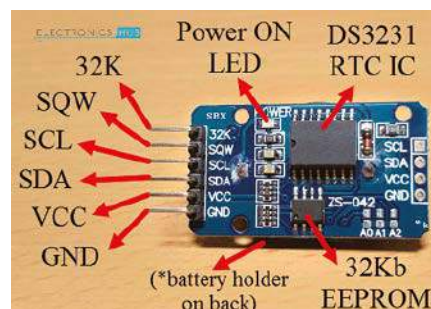 ELECTRONICS HUB
Power ON
LED
DS3231
RTC IC
32K
SQW
SCL
SDA
VCC
GND
SBX
POWER
32K
SQW
SCL
SDA
VCC
GND
SCL
SDA
VCC
GND
ZS-042
A0 A1 A2
(*battery holder
on back)
32Kb
EEPROM